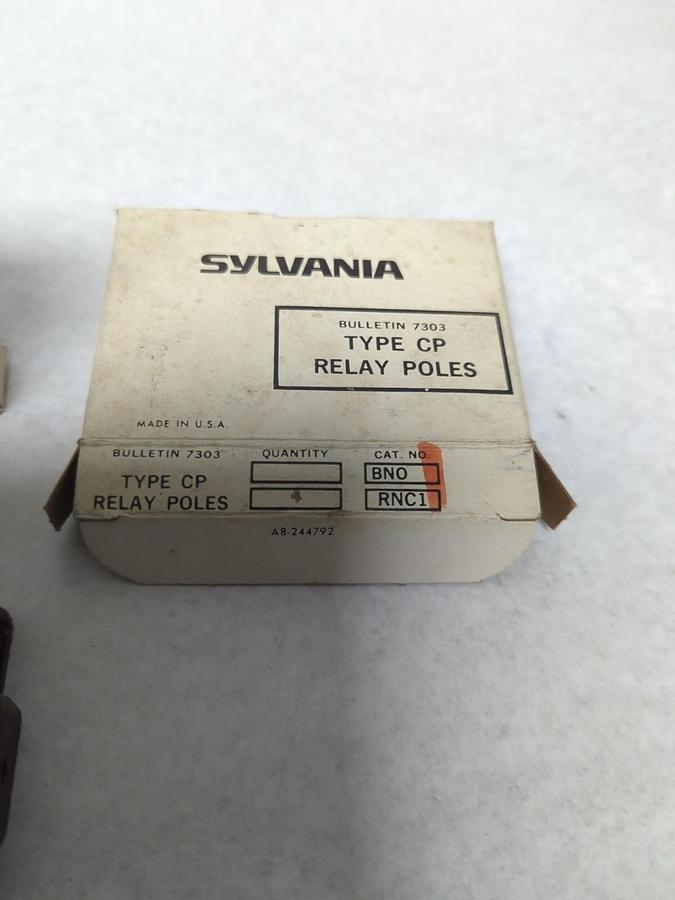 SYLVANIA
BULLETIN 7303
TYPE CP
RELAY POLES
MADE IN U.S.A.
BULLETIN 7303 QUANTITY CAT. NO.
BNO
TYPE CP
RELAY POLES 4 RNC1
A8-244792